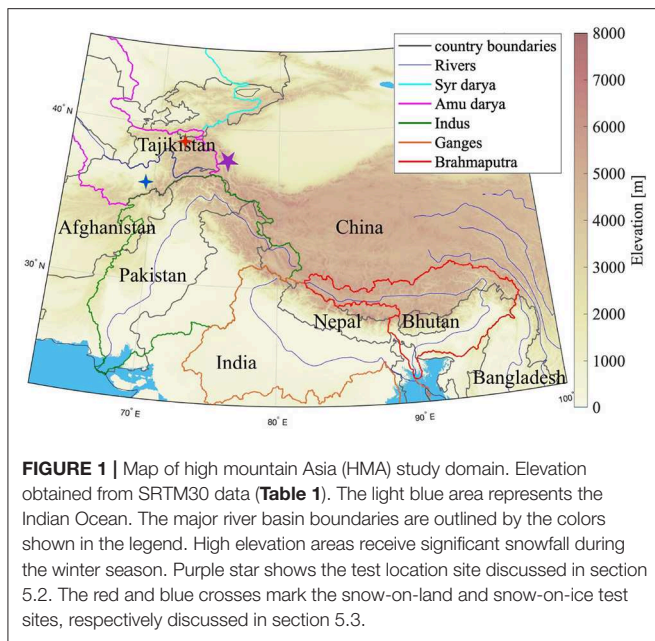 country boundaries
Rivers
Syr darya
Amu darya
Indus
Ganges
Brahmaputra
8000
7000
6000
5000
4000
3000
2000
1000
0
Elevation [m]
40° N
30° N
70° E
80° E
90° E
100°
Tajikistan
Afghanistan
China
Pakistan
Nepal
Bhutan
India
Bangladesh
FIGURE 1 | Map of high mountain Asia (HMA) study domain. Elevation
obtained from SRTM30 data (Table 1). The light blue area represents the
Indian Ocean. The major river basin boundaries are outlined by the colors
shown in the legend. High elevation areas receive significant snowfall during
the winter season. Purple star shows the test location site discussed in section
5.2. The red and blue crosses mark the snow-on-land and snow-on-ice test
sites, respectively discussed in section 5.3.